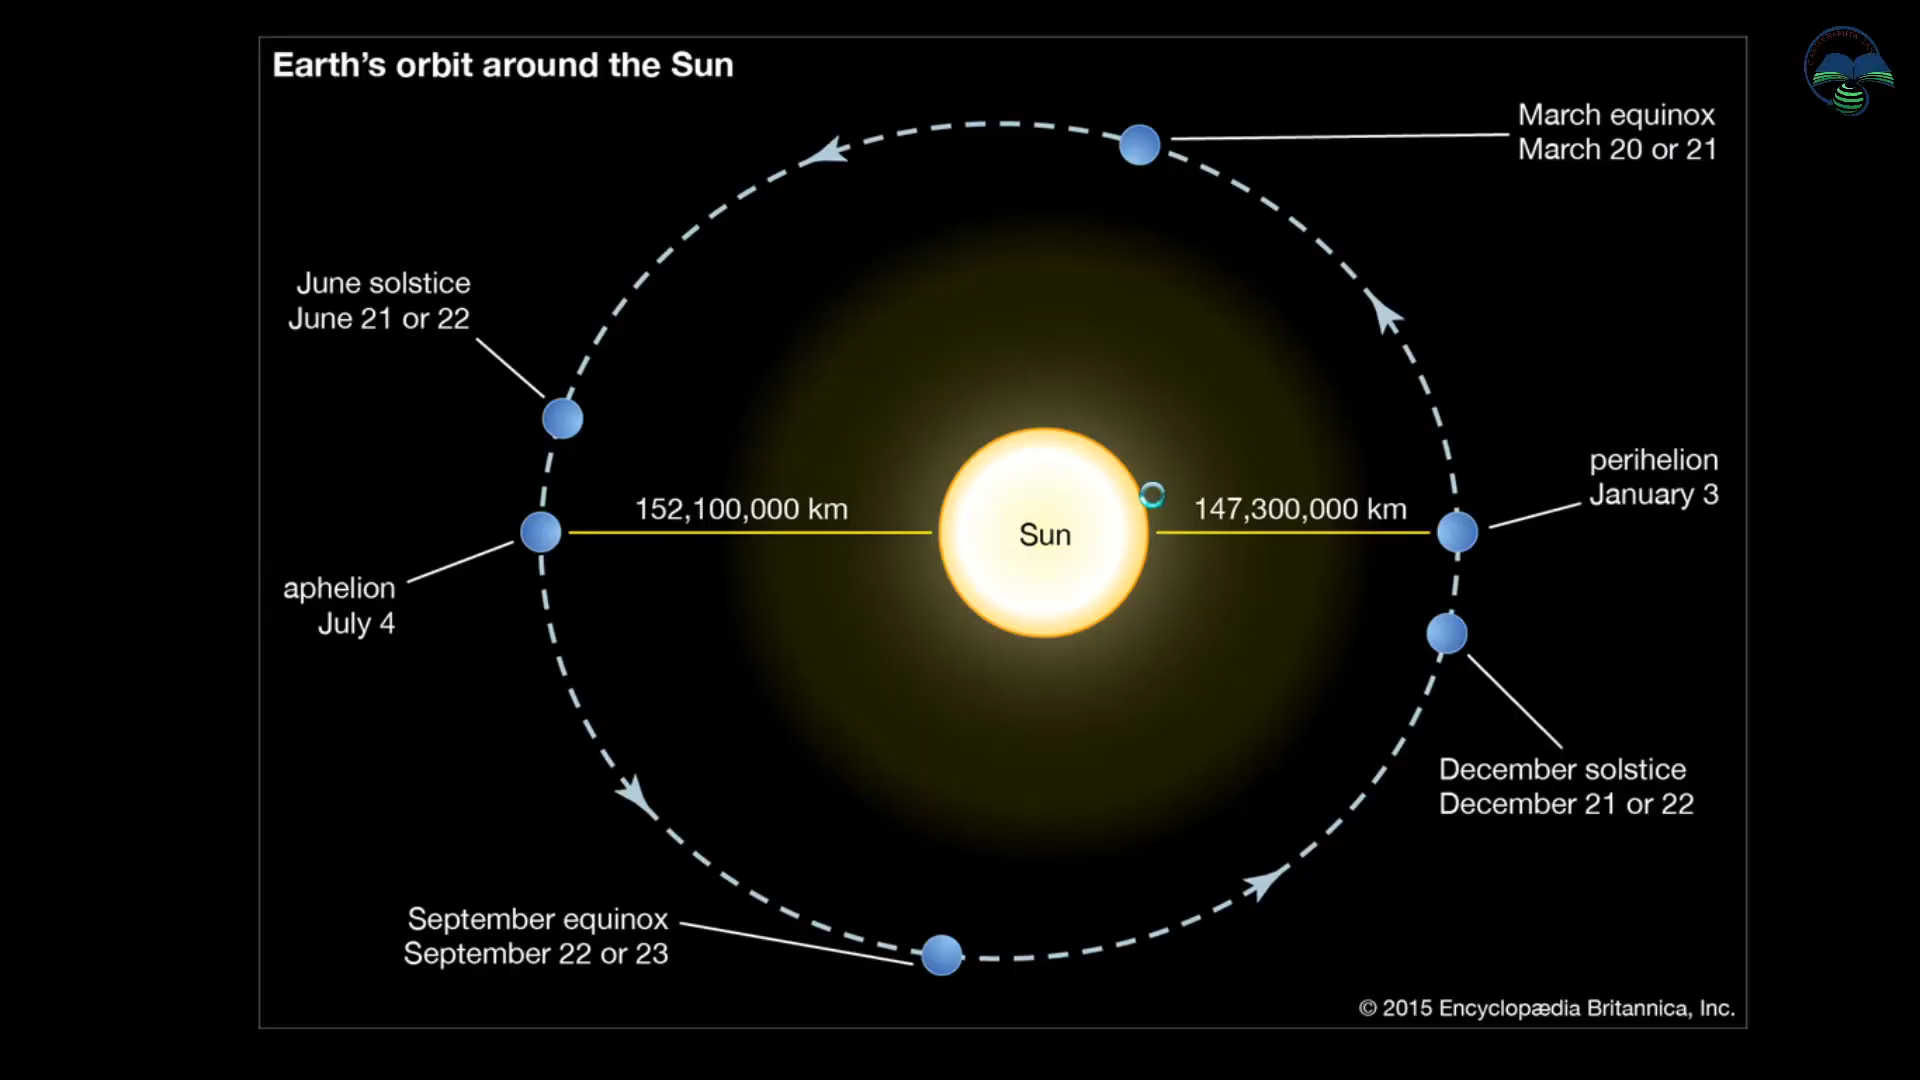 Earth's orbit around the Sun
March equinox
March 20 or 21
June solstice
June 21 or 22
perihelion
January 3
152,100,000 km
147,300,000 km
Sun
aphelion
July 4
December solstice
December 21 or 22
September equinox
September 22 or 23
© 2015 Encyclopædia Britannica, Inc.